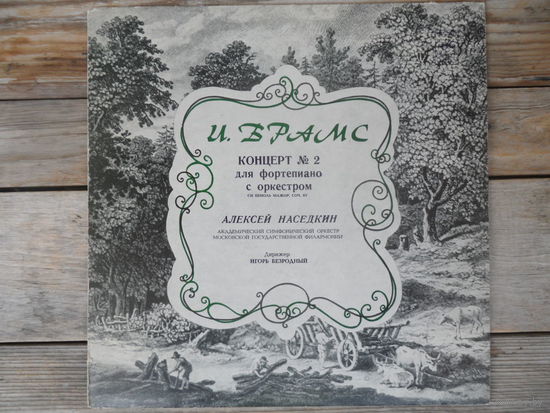 И. БРАМС
КОНЦЕРТ № 2
для фортепиано
с оркестром
СИ БЕМОЛЬ МАЖОР, СОЧ. 83
АЛЕКСЕЙ НАСЕДКИН
АКАДЕМИЧЕСКИЙ СИМФОНИЧЕСКИЙ ОРКЕСТР
МОСКОВСКОЙ ГОСУДАРСТВЕННОЙ ФИЛАРМОНИИ
Дирижер
ИГОРЬ БЕЗРОДНЫЙ